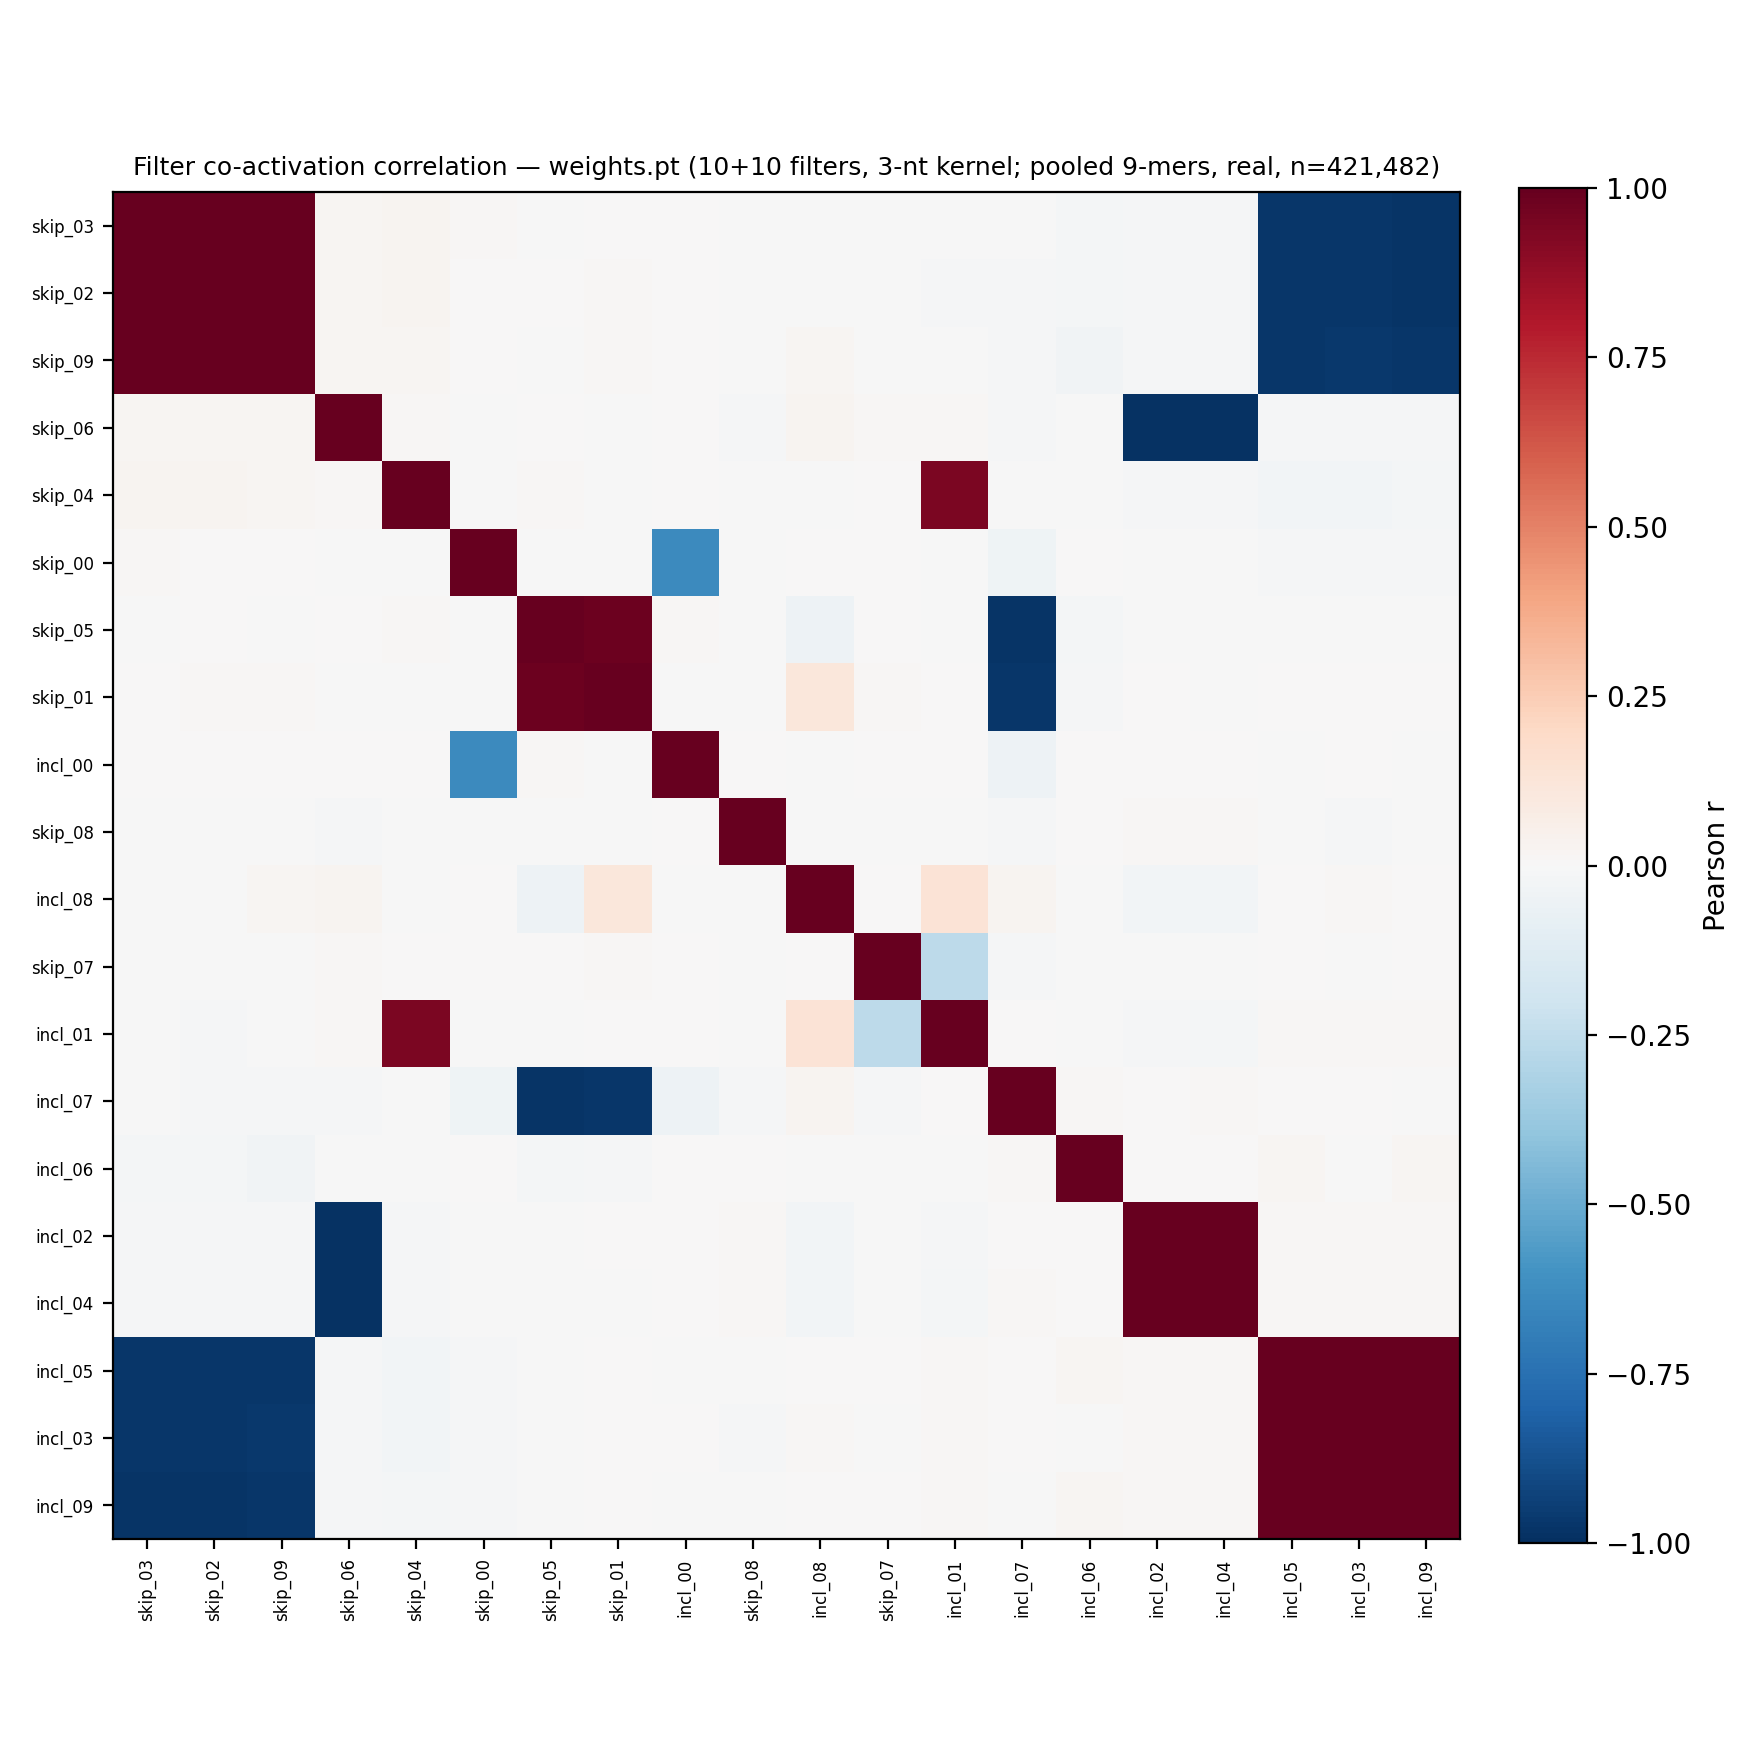 Filter co-activation correlation — weights.pt (10+10 filters, 3-nt kernel; pooled 9-mers, real, n=421,482)
skip_03
skip_02
skip_09
skip_06
skip_04
skip_00
skip_05
skip_01
incl_00
skip_08
incl_08
skip_07
incl_01
incl_07
incl_06
incl_02
incl_04
incl_05
incl_03
incl_09
skip_03
skip_02
skip_09
skip_06
skip_04
skip_00
skip_05
skip_01
incl_00
skip_08
incl_08
skip_07
incl_01
incl_07
incl_06
incl_02
incl_04
incl_05
incl_03
incl_09
1.00
0.75
0.50
0.25
0.00
−0.25
−0.50
−0.75
−1.00
Pearson r